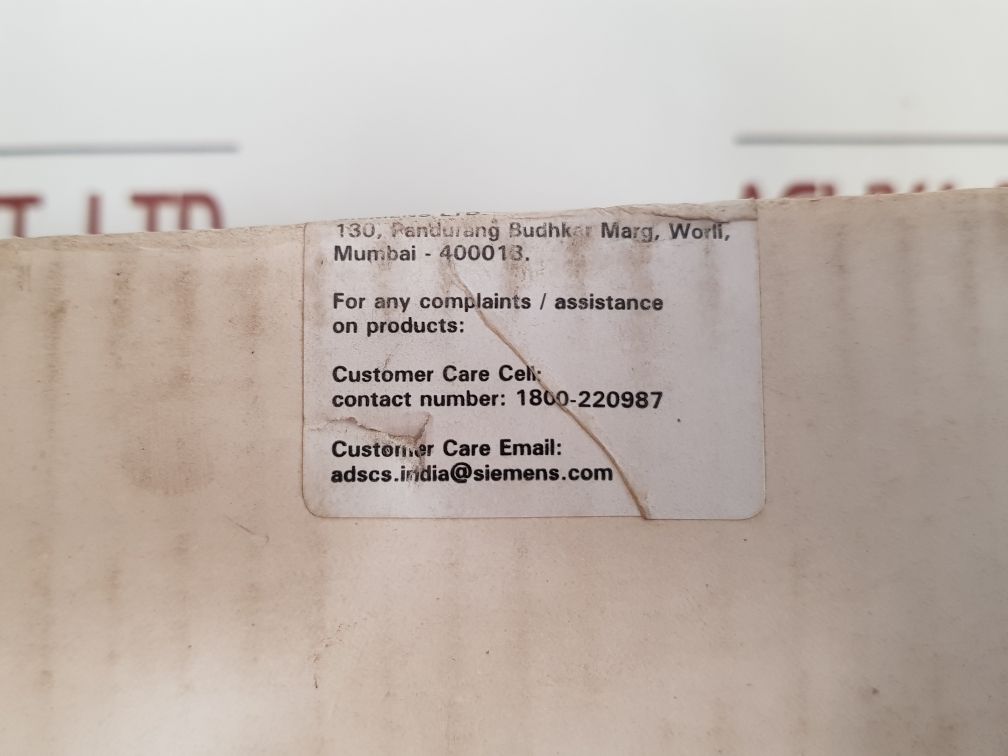 T. LTD
130, Pandurang Budhkar Marg, Worli,
Mumbai - 400018.
For any complaints / assistance
on products:
Customer Care Cell:
contact number: 1800-220987
Customer Care Email:
adscs.india@siemens.com